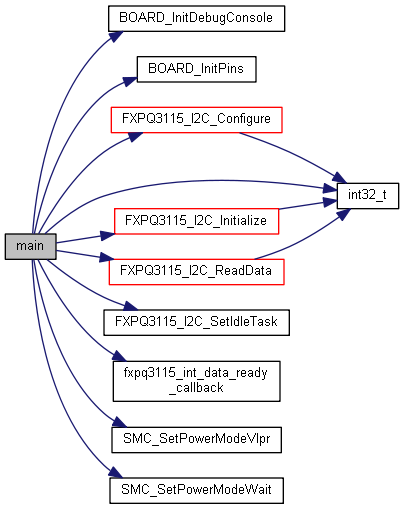 BOARD_InitDebugConsole
BOARD_InitPins
FXPQ3115_I2C_Configure
int32_t
FXPQ3115_I2C_Initialize
main
FXPQ3115_I2C_ReadData
FXPQ3115_I2C_SetIdleTask
fxpq3115_int_data_ready
_callback
SMC_SetPowerModeVlpr
SMC_SetPowerModeWait